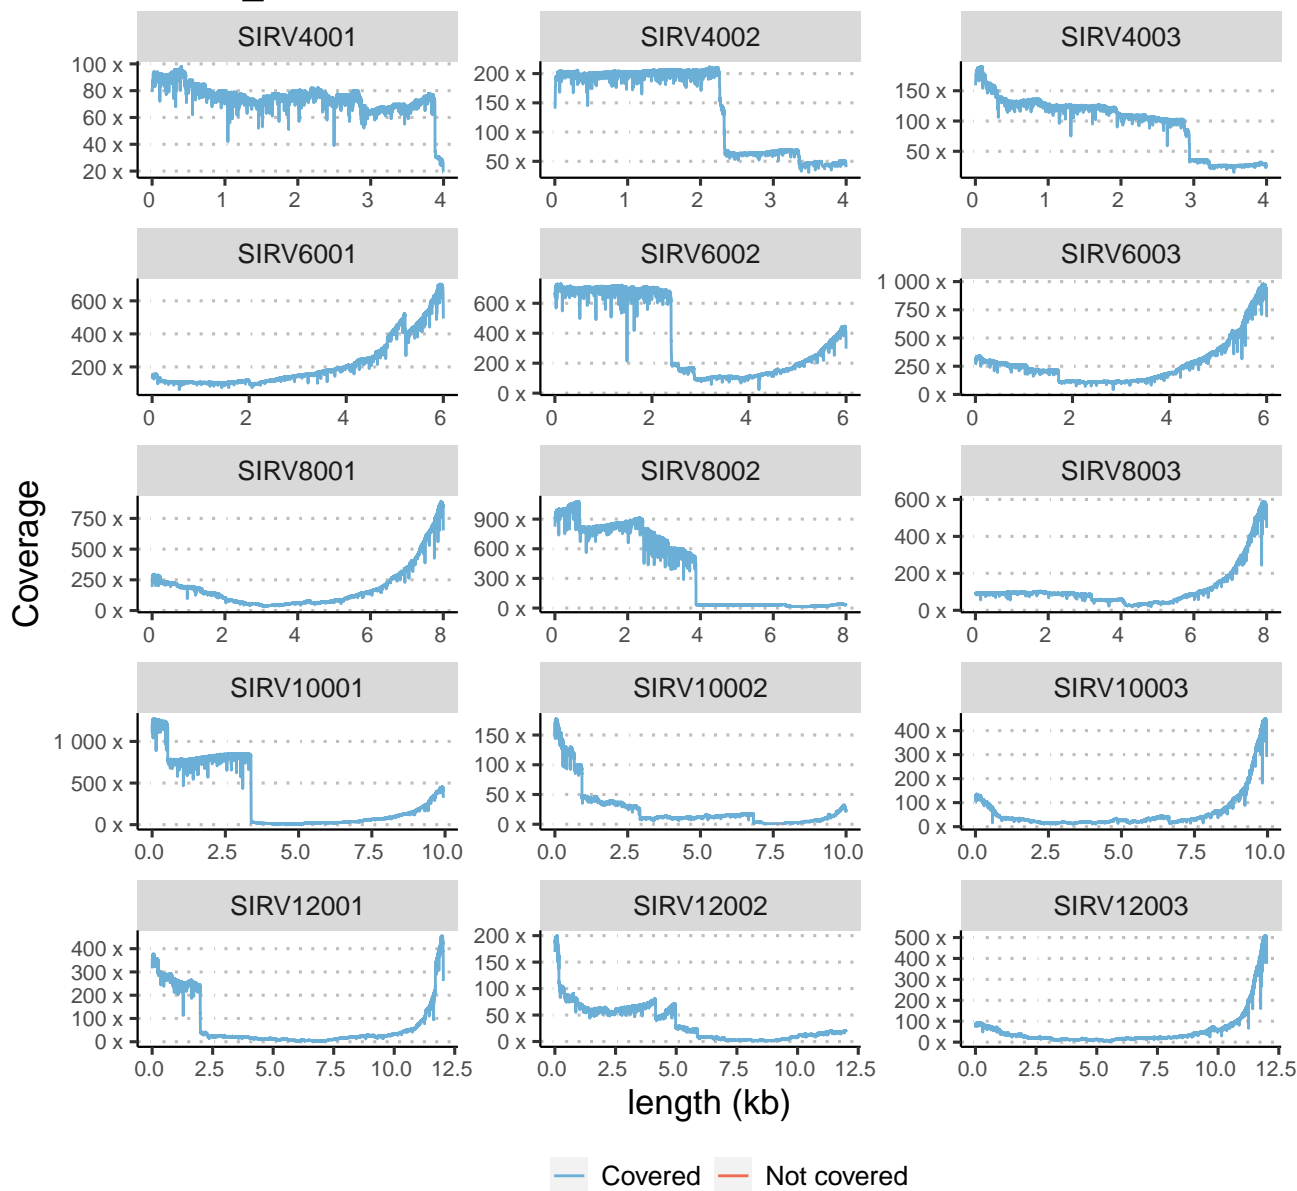 SIRV4001 SIRV4002 SIRV4003
100 x
80 x
60 x
40 x
20 x
0 1 2 3 4
200 x
150 x
100 x
50 x
0 1 2 3 4
150 x
100 x
50 x
0 1 2 3 4
SIRV6001 SIRV6002 SIRV6003
600 x
400 x
200 x
0 2 4 6
600 x
400 x
200 x
0 x
0 2 4 6
1 000 x
750 x
500 x
250 x
0 x
0 2 4 6
SIRV8001 SIRV8002 SIRV8003
750 x
500 x
250 x
0 x
0 2 4 6 8
900 x
600 x
300 x
0 x
0 2 4 6 8
600 x
400 x
200 x
0 x
0 2 4 6 8
Coverage
SIRV10001 SIRV10002 SIRV10003
1 000 x
500 x
0 x
0.0 2.5 5.0 7.5 10.0
150 x
100 x
50 x
0 x
0.0 2.5 5.0 7.5 10.0
400 x
300 x
200 x
100 x
0 x
0.0 2.5 5.0 7.5 10.0
SIRV12001 SIRV12002 SIRV12003
400 x
300 x
200 x
100 x
0 x
0.0 2.5 5.0 7.5 10.0 12.5
200 x
150 x
100 x
50 x
0 x
0.0 2.5 5.0 7.5 10.0 12.5
500 x
400 x
300 x
200 x
100 x
0 x
0.0 2.5 5.0 7.5 10.0 12.5
length (kb)
Covered Not covered